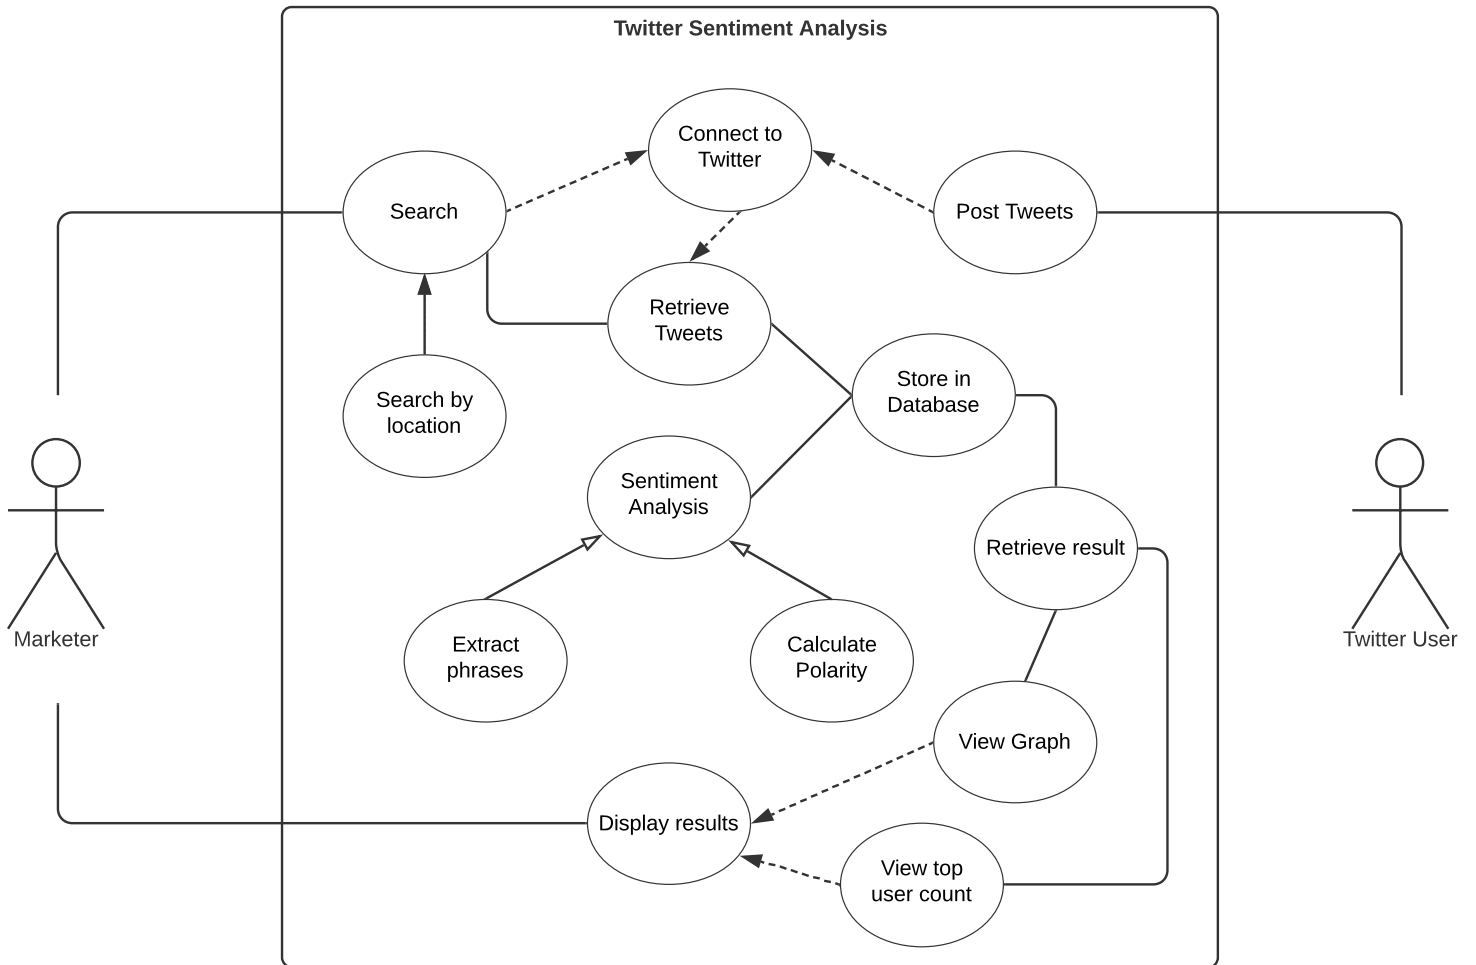 Twitter Sentiment Analysis
Connect to
Twitter
Search
Post Tweets
Retrieve
Tweets
Search by
location
Store in
Database
Sentiment
Analysis
Retrieve result
Marketer
Twitter User
Extract
phrases
Calculate
Polarity
View Graph
Display results
View top
user count